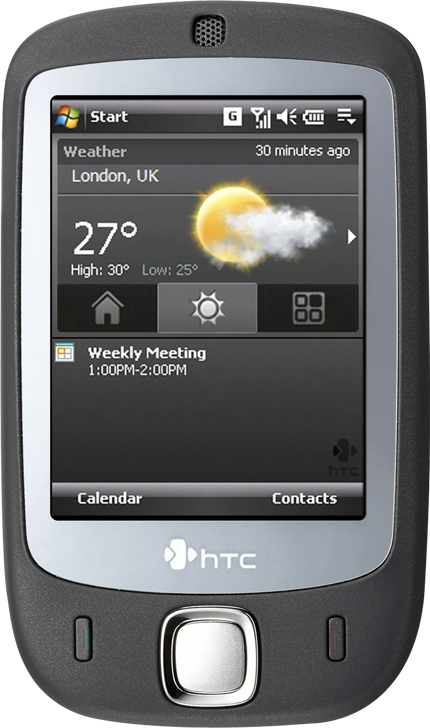 Start
G
Weather 30 minutes ago
London, UK
27°
High: 30° Low: 25°
Weekly Meeting
1:00PM-2:00PM
hTC
Calendar Contacts
hTC